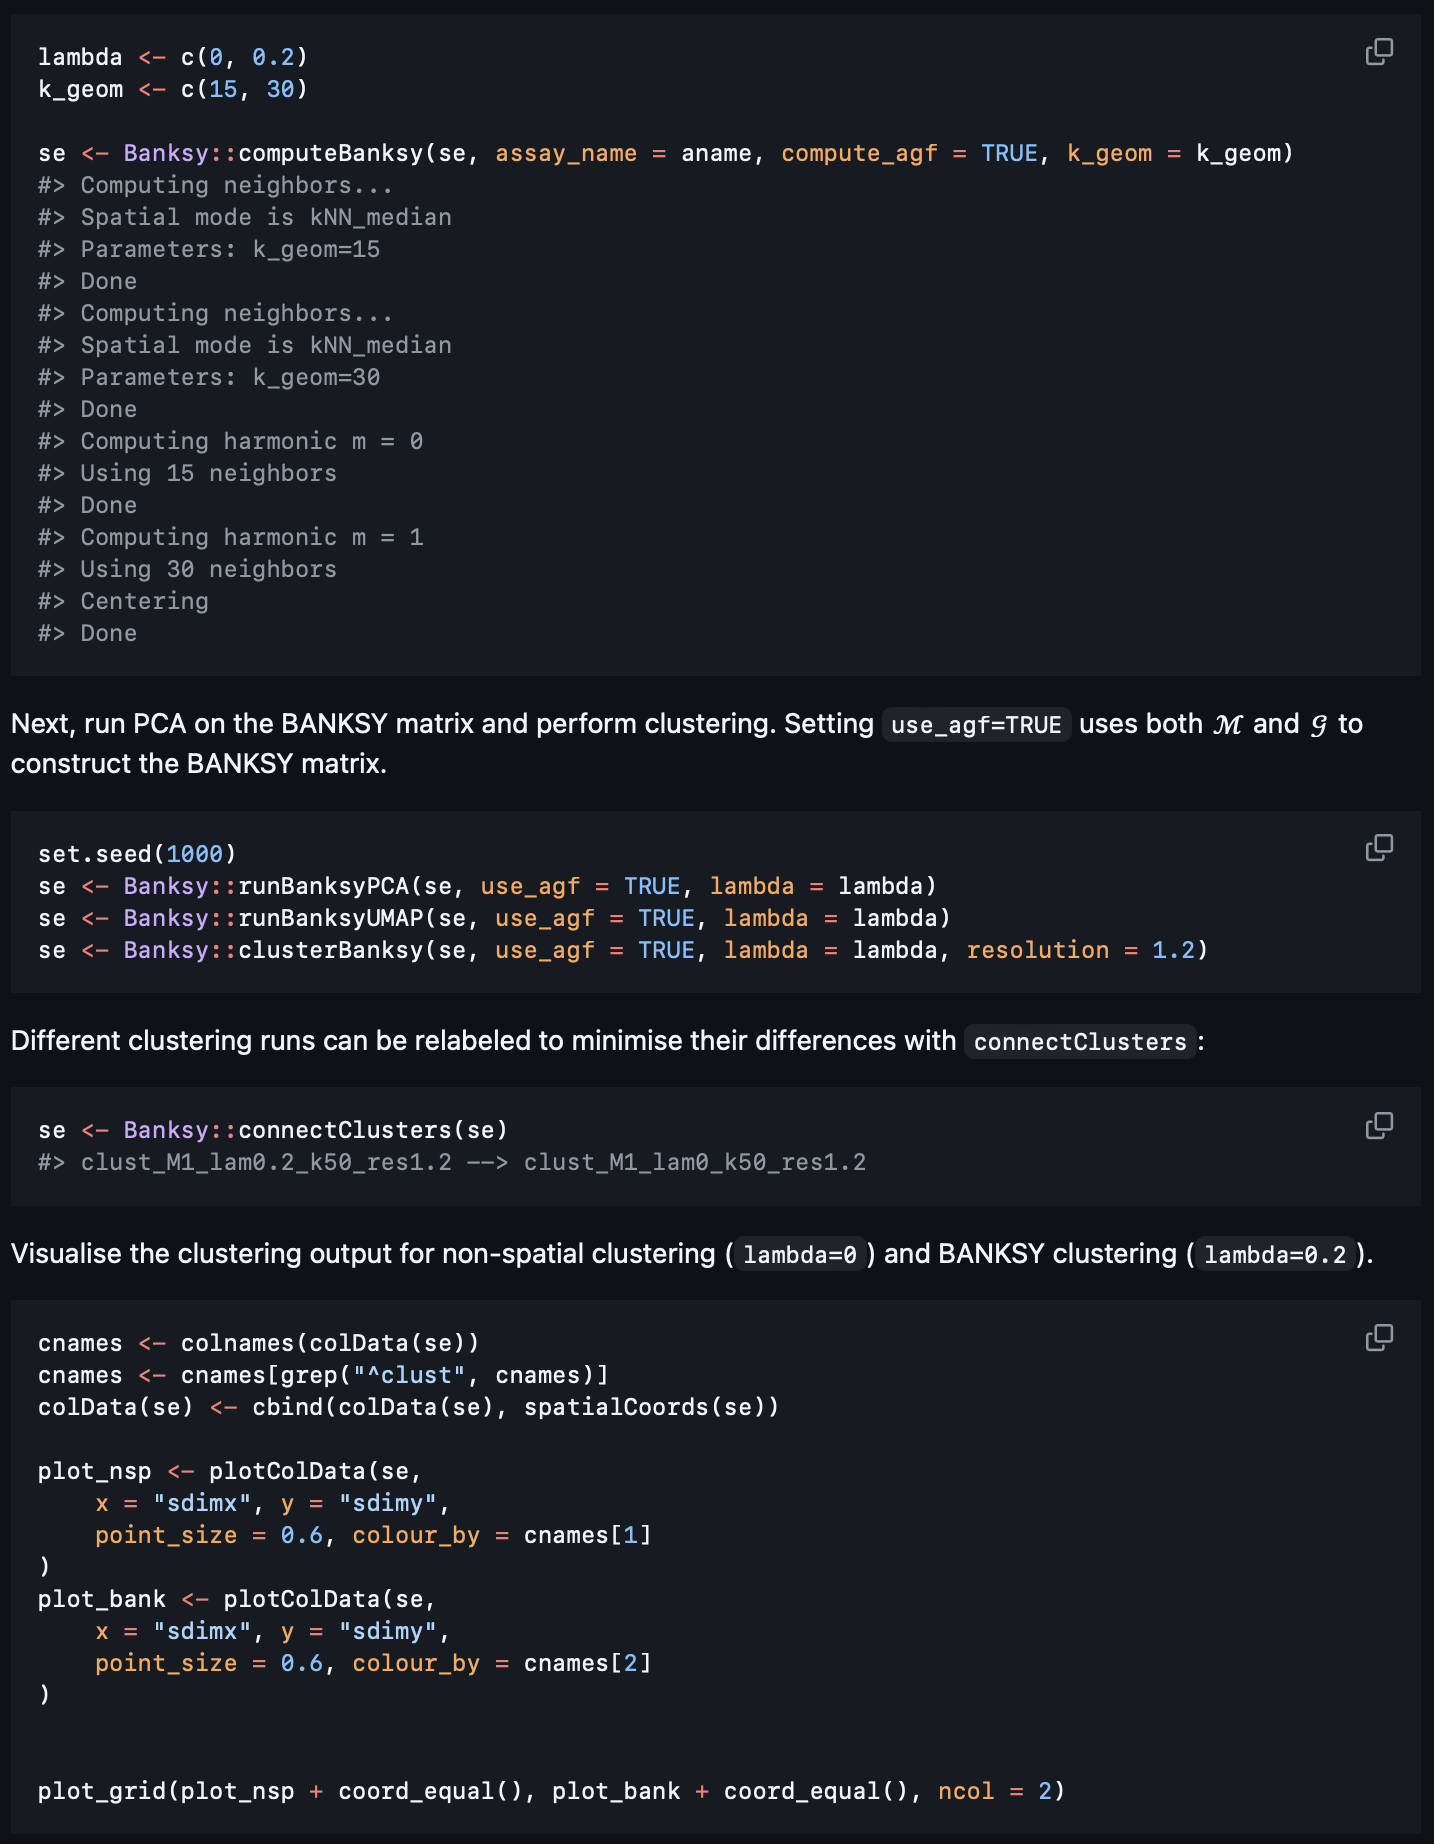 lambda <- c(0, 0.2)
k_geom <- c(15, 30)

se <- Banksy::computeBanksy(se, assay_name = aname, compute_agf = TRUE, k_geom = k_geom)
#> Computing neighbors...
#> Spatial mode is kNN_median
#> Parameters: k_geom=15
#> Done
#> Computing neighbors...
#> Spatial mode is kNN_median
#> Parameters: k_geom=30
#> Done
#> Computing harmonic m = 0
#> Using 15 neighbors
#> Done
#> Computing harmonic m = 1
#> Using 30 neighbors
#> Centering
#> Done

Next, run PCA on the BANKSY matrix and perform clustering. Setting use_agf=TRUE uses both ℳ and 𝒢 to
construct the BANKSY matrix.

set.seed(1000)
se <- Banksy::runBanksyPCA(se, use_agf = TRUE, lambda = lambda)
se <- Banksy::runBanksyUMAP(se, use_agf = TRUE, lambda = lambda)
se <- Banksy::clusterBanksy(se, use_agf = TRUE, lambda = lambda, resolution = 1.2)

Different clustering runs can be relabeled to minimise their differences with connectClusters:

se <- Banksy::connectClusters(se)
#> clust_M1_lam0.2_k50_res1.2 --> clust_M1_lam0_k50_res1.2

Visualise the clustering output for non-spatial clustering (lambda=0) and BANKSY clustering (lambda=0.2).

cnames <- colnames(colData(se))
cnames <- cnames[grep("^clust", cnames)]
colData(se) <- cbind(colData(se), spatialCoords(se))

plot_nsp <- plotColData(se,
    x = "sdimx", y = "sdimy",
    point_size = 0.6, colour_by = cnames[1]
)
plot_bank <- plotColData(se,
    x = "sdimx", y = "sdimy",
    point_size = 0.6, colour_by = cnames[2]
)

plot_grid(plot_nsp + coord_equal(), plot_bank + coord_equal(), ncol = 2)